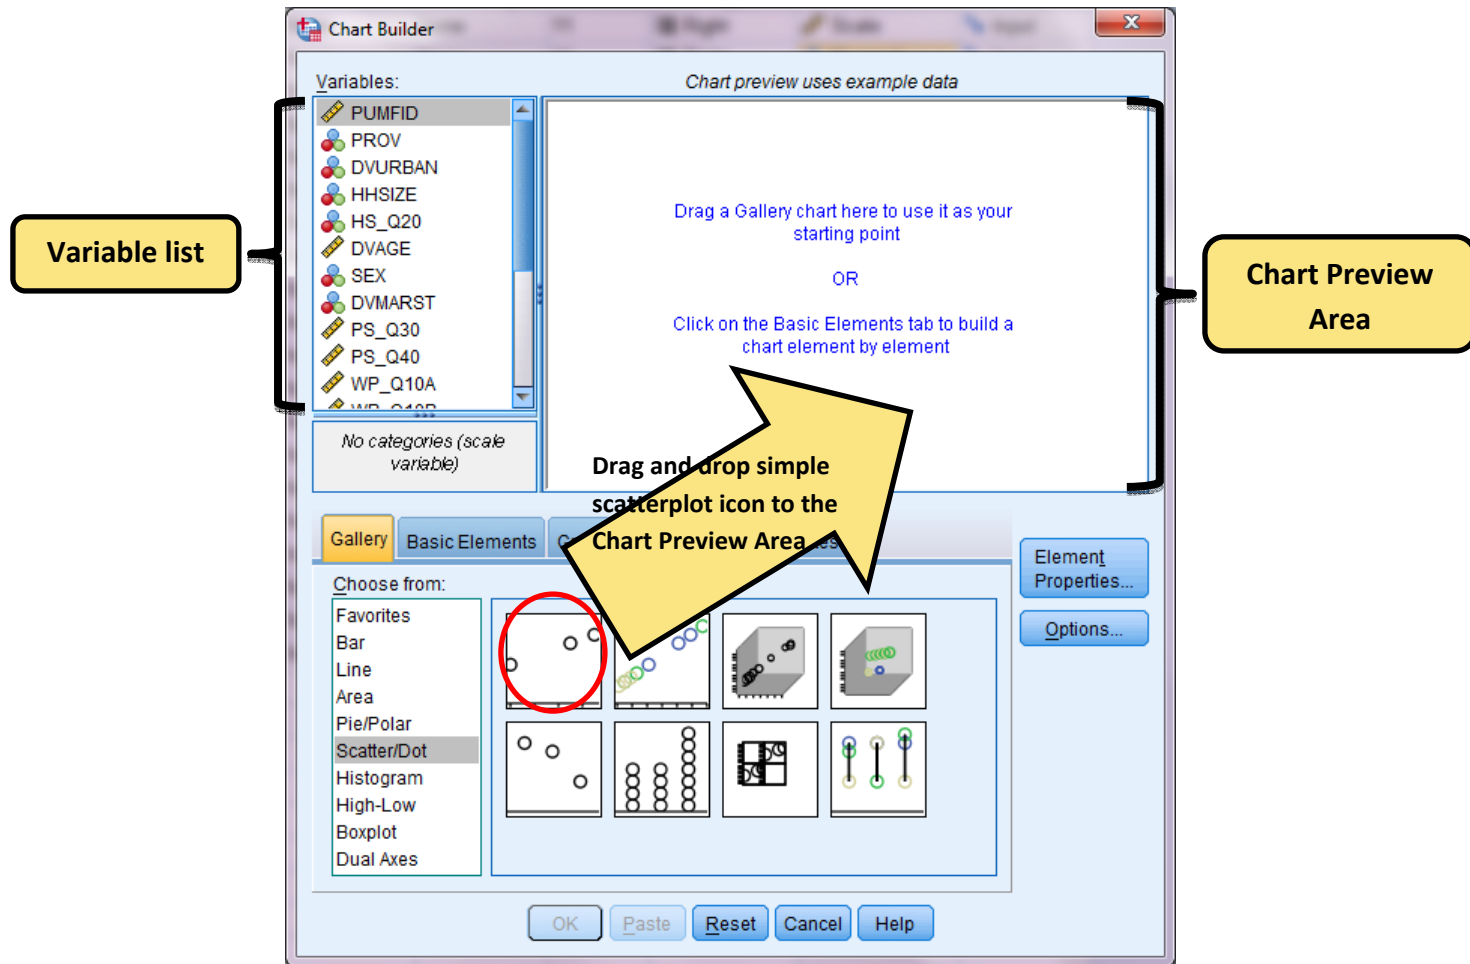 Chart Builder
Variables:
Chart preview uses example data
PUMFID
PROV
DVURBAN
HHSIZE
HS_Q20
DVAGE
SEX
DVMARST
PS_Q30
PS_Q40
WP_Q10A
Variable list
Drag a Gallery chart here to use it as your
starting point
OR
Click on the Basic Elements tab to build a
chart element by element
Chart Preview
Area
No categories (scale
variable)
Drag and drop simple
scatterplot icon to the
Chart Preview Area
Gallery
Basic Elements
Element
Properties...
Options...
Choose from:
Favorites
Bar
Line
Area
Pie/Polar
Scatter/Dot
Histogram
High-Low
Boxplot
Dual Axes
OK
Paste
Reset
Cancel
Help